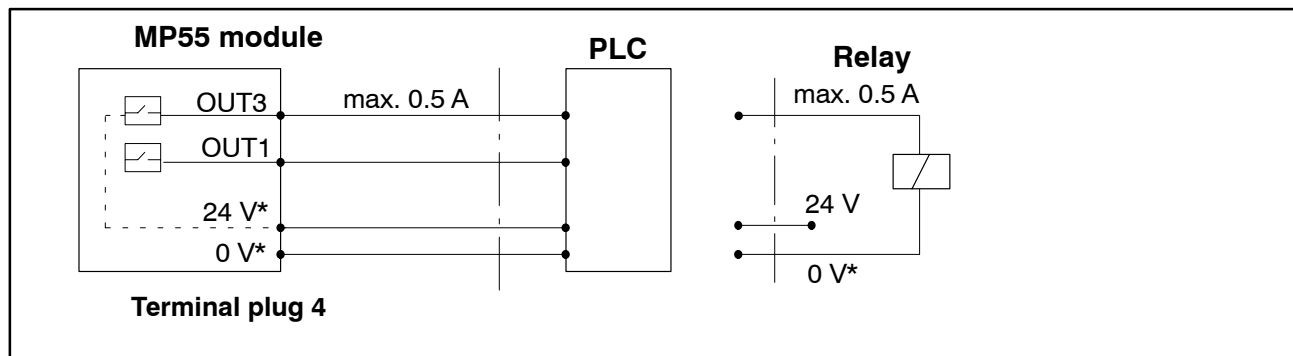 MP55 module
PLC
Relay
OUT3
max. 0.5 A
max. 0.5 A
OUT1
24 V*
24 V
0 V*
0 V*
Terminal plug 4